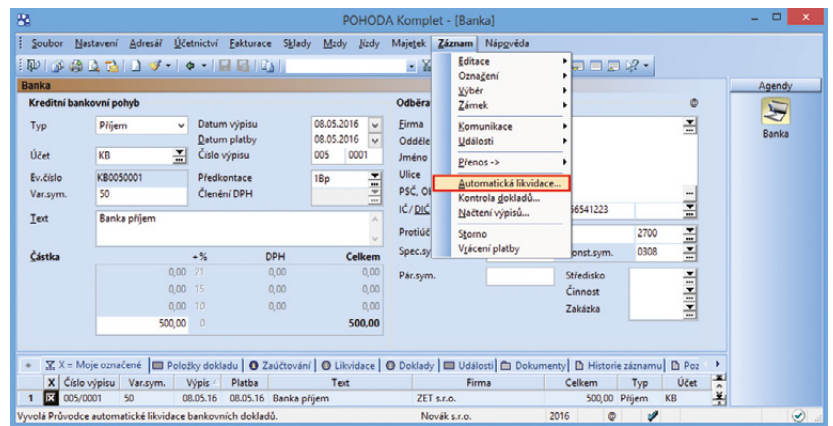 POHODA Komplet - [Banka]
Soubor Nastavení Adresář Účetnictví Fakturace Sklady Mzdy Jízdy Majetek Záznam Nápověda
Banka
Agendy
Banka
Kreditní bankovní pohyb
Typ Příjem
Datum výpisu 08.05.2016
Datum platby 08.05.2016
Účet KB
Číslo výpisu 005 0001
Ev.číslo KB0050001
Předkontace 1Bp
Var.sym. 50
Členění DPH
Text Banka příjem
Částka +% DPH Celkem
0,00 21 0,00 0,00
0,00 15 0,00 0,00
0,00 10 0,00 0,00
500,00 0 500,00
Odběra
Firma
Odděle
Jméno
Ulice
PSČ, Ob
IČ/DIČ 56541223
Protiúč 2700
Spec.sy onst.sym. 0308
Pár.sym.
Středisko
Činnost
Zakázka
Editace
Označení
Výběr
Zámek
Komunikace
Události
Přenos ->
Automatická likvidace...
Kontrola dokladů...
Načtení výpisů...
Storno
Vrácení platby
X = Moje označené Položky dokladu Zaúčtování Likvidace Doklady Události Dokumenty Historie záznamu Poz
X Číslo výpisu Var.sym. Výpis Platba Text Firma Celkem Typ Účet
1 005/0001 50 08.05.16 08.05.16 Banka příjem ZET s.r.o. 500,00 Příjem KB
Vyvolá Průvodce automatické likvidace bankovních dokladů. Novák s.r.o. 2016 @